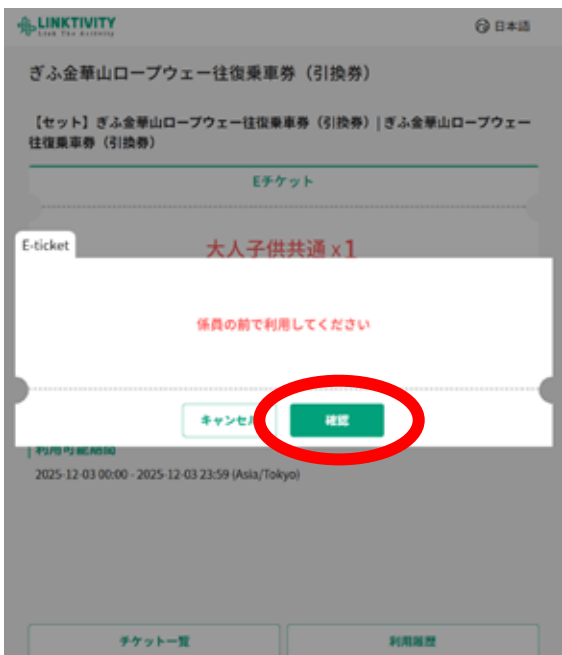 LINKTIVITY
Link The Activity
日本語
ぎふ金華山ロープウェー往復乗車券（引換券）
【セット】ぎふ金華山ロープウェー往復乗車券（引換券）| ぎふ金華山ロープウェー
往復乗車券（引換券）
Eチケット
E-ticket
大人子供共通 x1
係員の前で利用してください
キャンセル
確認
利用可能期間
2025-12-03 00:00 - 2025-12-03 23:59 (Asia/Tokyo)
チケット一覧
利用履歴